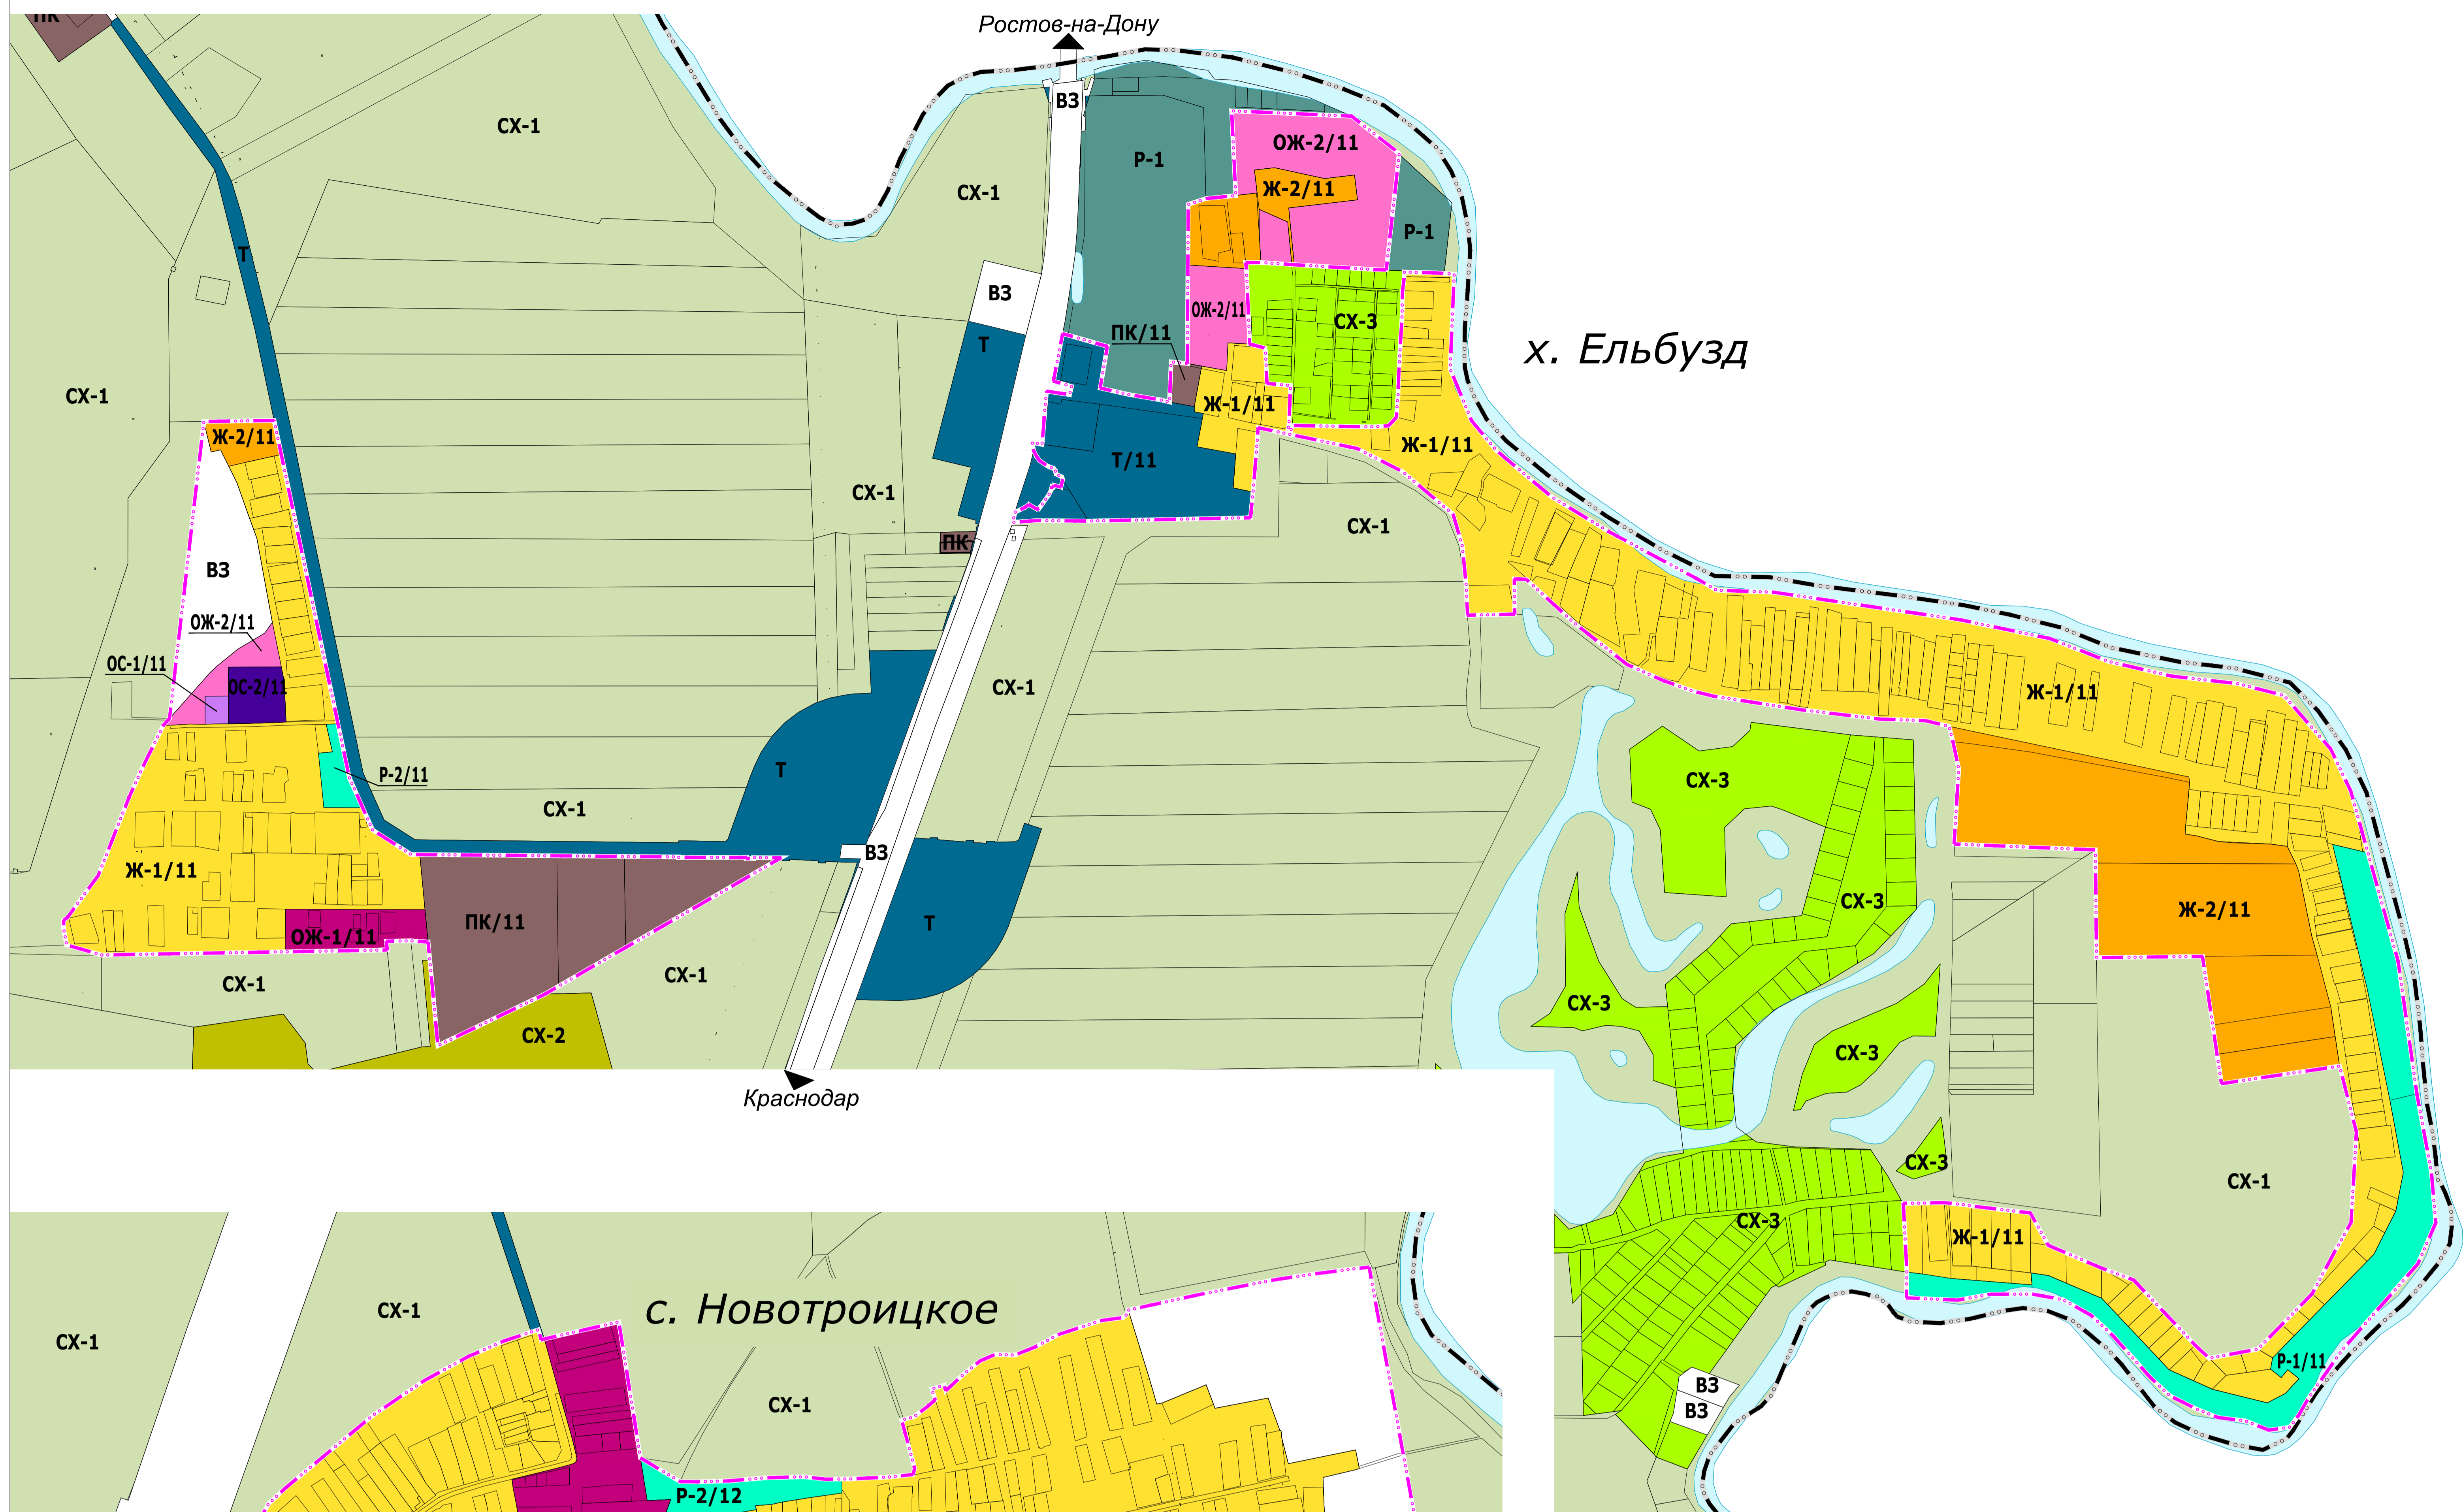 ПК
Ростов-на-Дону
ВЗ
СХ-1
ОЖ-2/11
Р-1
Ж-2/11
СХ-1
Р-1
Т
ВЗ
ОЖ-2/11
СХ-3
ПК/11
Т
х. Ельбузд
СХ-1
Ж-1/11
Ж-2/11
Ж-1/11
Т/11
СХ-1
СХ-1
ПК
ВЗ
ОЖ-2/11
ОС-1/11
ОС-2/11
СХ-1
Ж-1/11
Р-2/11
Т
СХ-3
СХ-1
ВЗ
Ж-1/11
СХ-3
Ж-2/11
ПК/11
Т
ОЖ-1/11
СХ-1
СХ-1
СХ-3
СХ-2
СХ-3
Краснодар
СХ-3
СХ-1
СХ-3
Ж-1/11
СХ-1
с. Новотроицкое
СХ-1
Р-1/11
ВЗ
СХ-1
ВЗ
Р-2/12